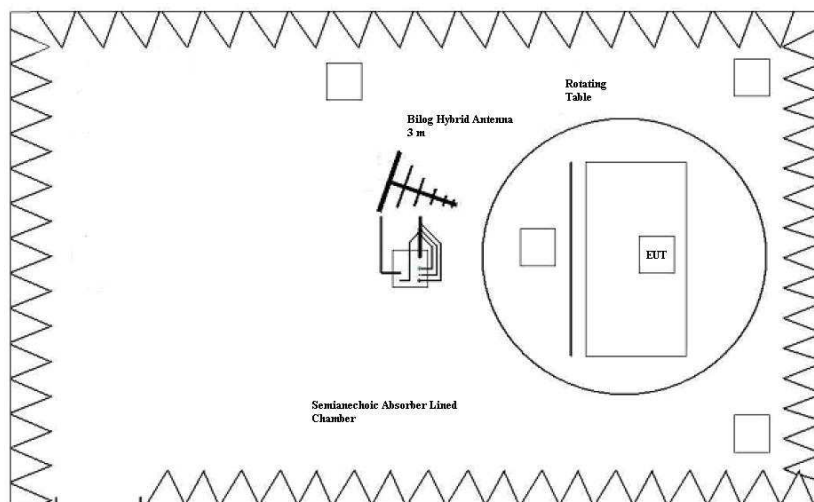 Rotating
Table
Bilog Hybrid Antenna
3 m
EUT
Semianechoic Absorber Lined
Chamber